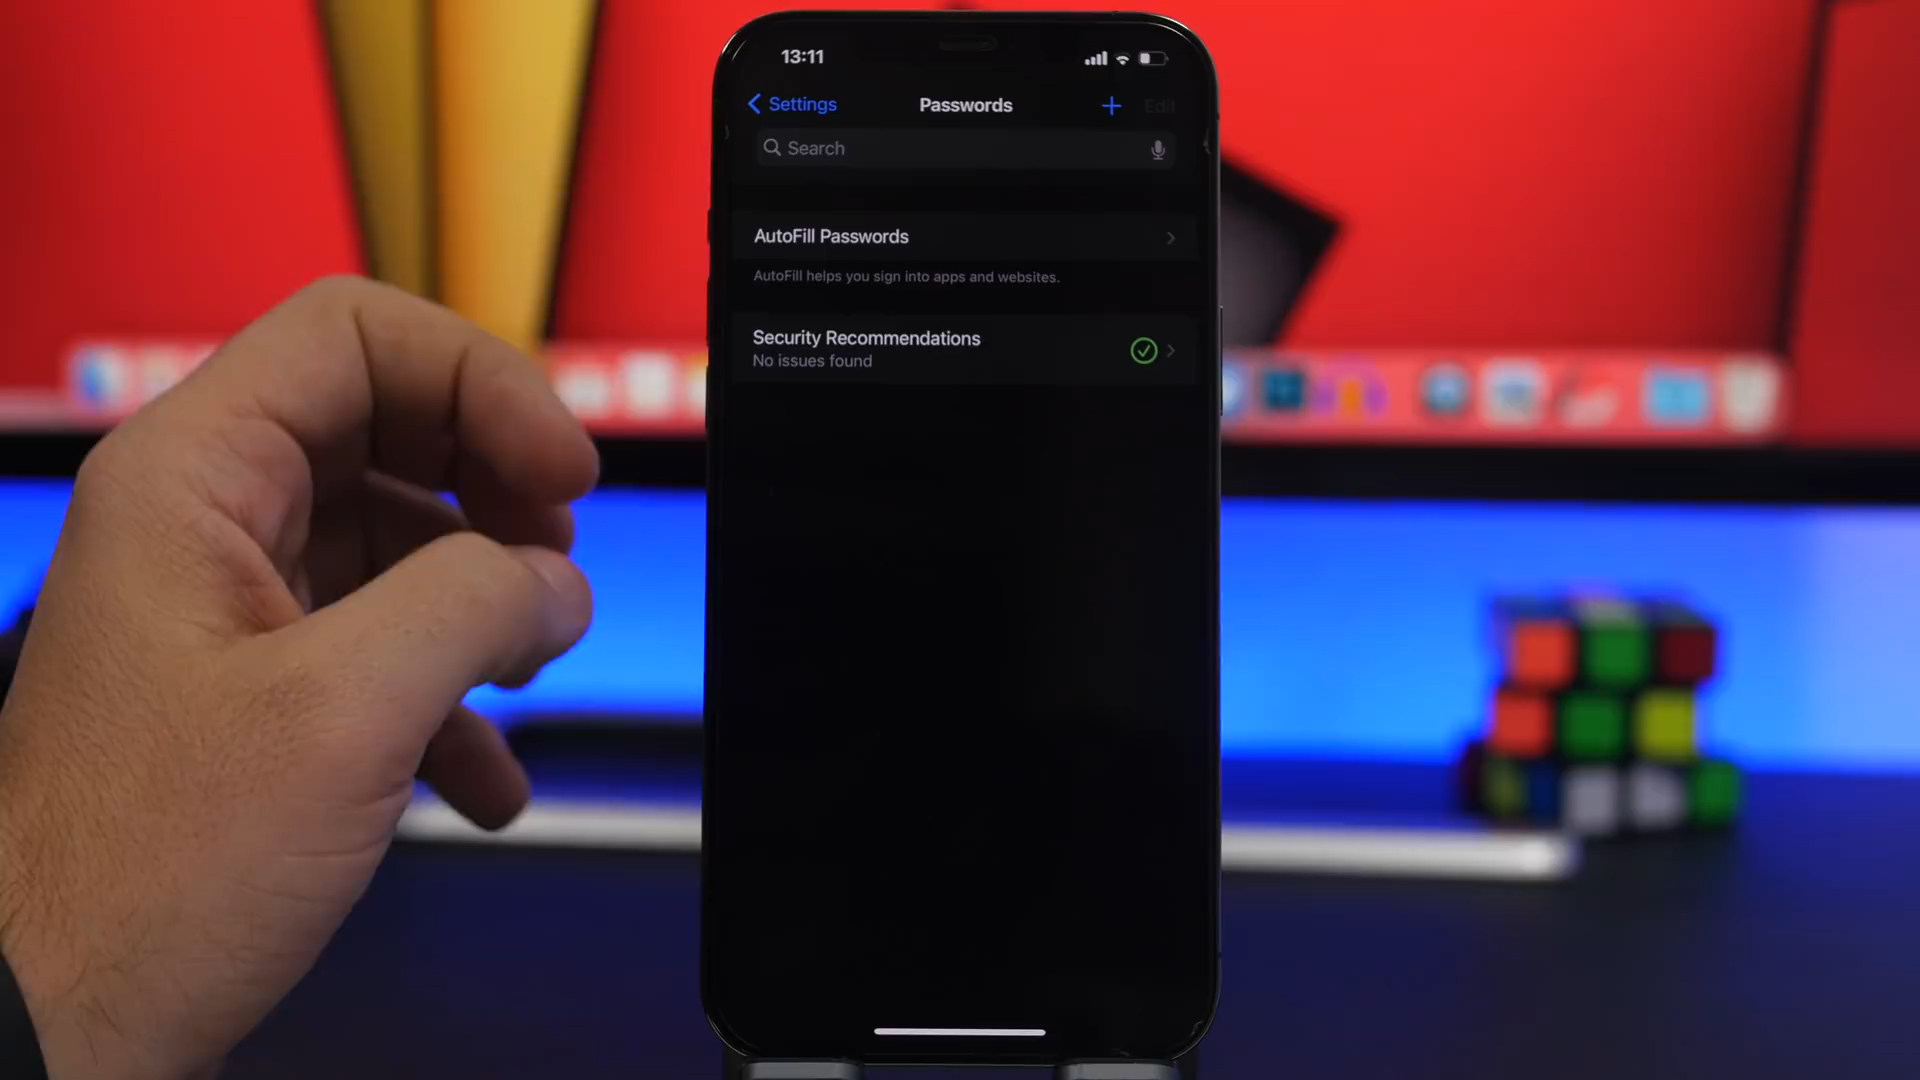 13:11
Settings
Passwords
Edit
Search
AutoFill Passwords
AutoFill helps you sign into apps and websites.
Security Recommendations
No issues found